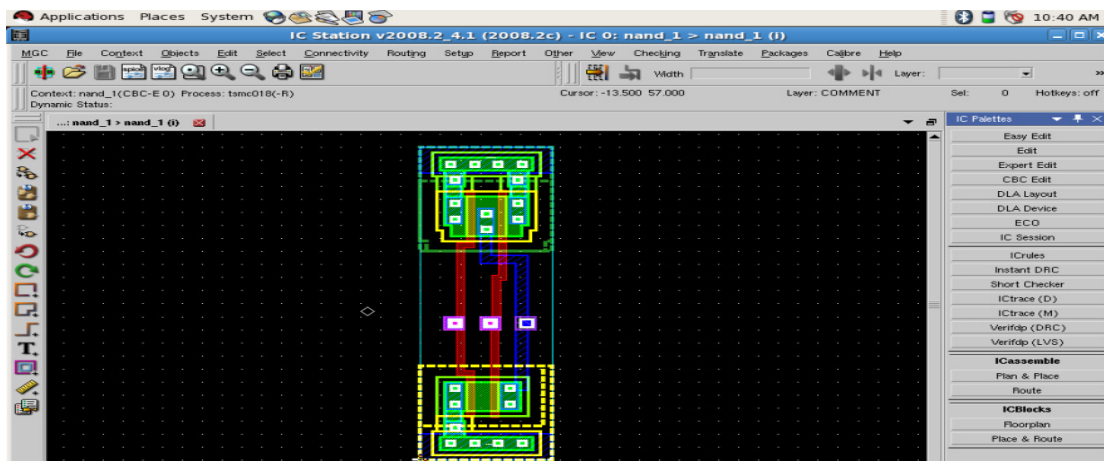 Applications Places System 10:40 AM
IC Station v2008.2_4.1 (2008.2c) - IC 0: nand_1 > nand_1 (i)
MGC File Context Objects Edit Select Connectivity Routing Setup Report Other View Checking Translate Packages Calibre Help
Width Layer:
Context: nand_1(CBC-E 0) Process: tsmc018(-R) Cursor: -13.500 57.000 Layer: COMMENT Sel: 0 Hotkeys: off
Dynamic Status:
...: nand_1 > nand_1 (i)
IC Palettes
Easy Edit
Edit
Expert Edit
CBC Edit
DLA Layout
DLA Device
ECO
IC Session
ICrules
Instant DRC
Short Checker
ICtrace (D)
ICtrace (M)
Verifdp (DRC)
Verifdp (LVS)
ICassemble
Plan & Place
Route
ICBlocks
Floorplan
Place & Route